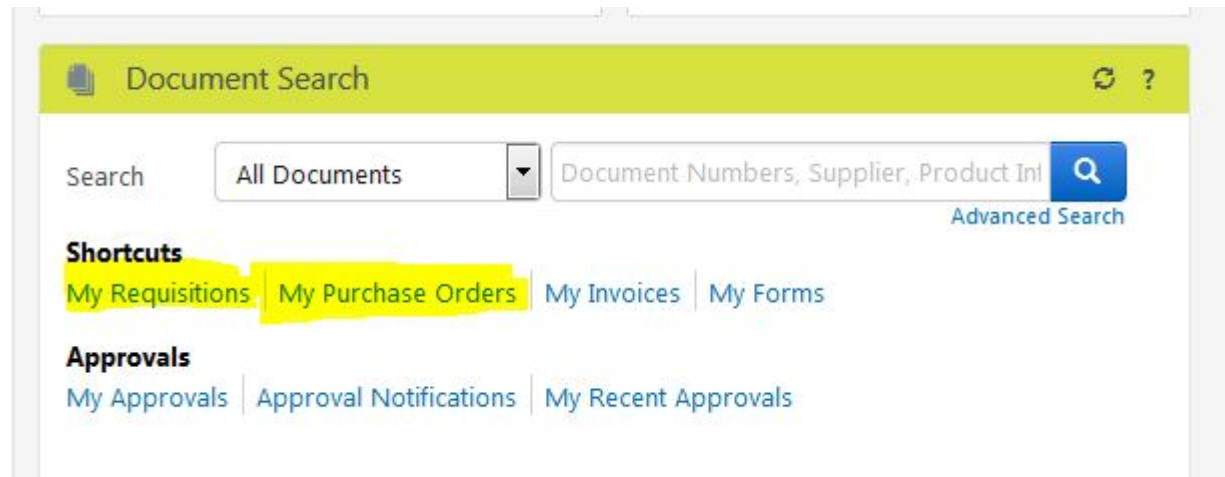 Document Search ?
Search All Documents Document Numbers, Supplier, Product
Advanced Search
Shortcuts
My Requisitions My Purchase Orders My Invoices My Forms
Approvals
My Approvals Approval Notifications My Recent Approvals